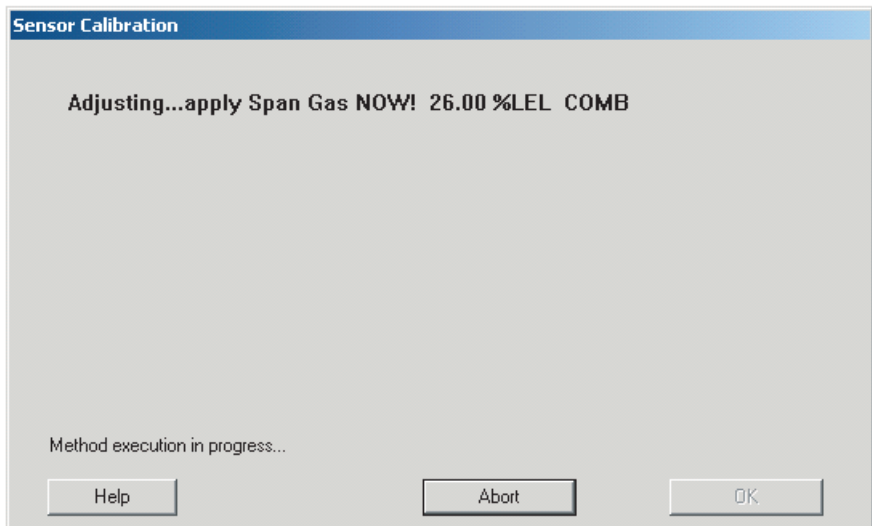 Sensor Calibration
Adjusting...apply Span Gas NOW! 26.00 %LEL COMB
Method execution in progress...
Help Abort OK